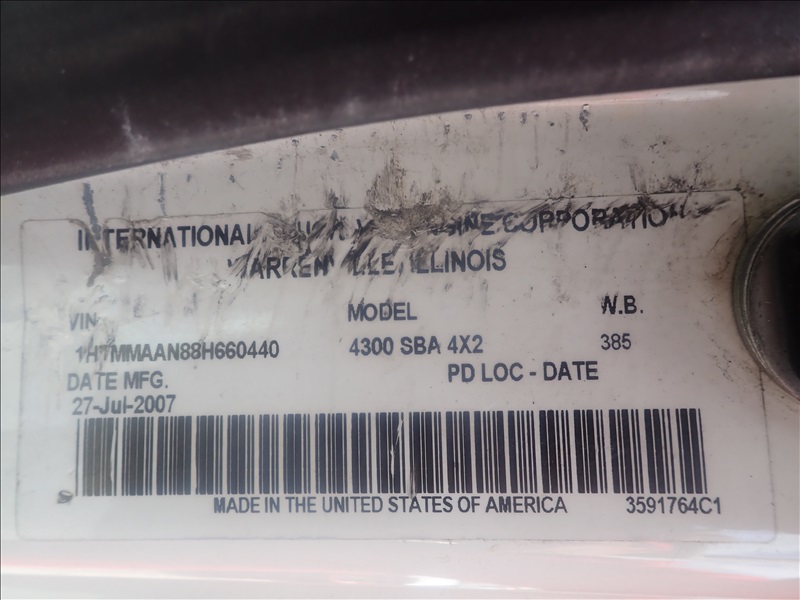 INTERNATIONAL CORPORATION
WARRENVILLE, ILLINOIS
VIN MODEL W.B.
1HTMMAAN88H660440 4300 SBA 4X2 385
DATE MFG. PD LOC - DATE
27-Jul-2007
MADE IN THE UNITED STATES OF AMERICA 3591764C1